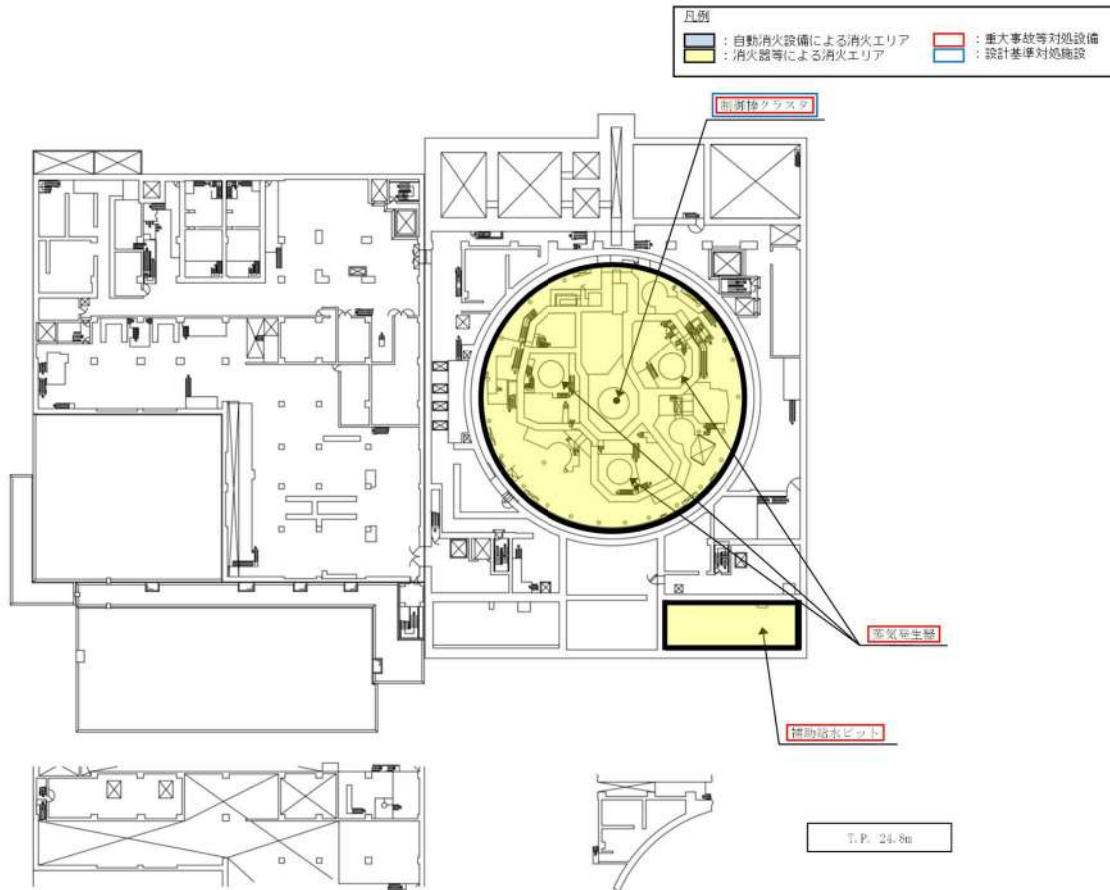 凡例
：自動消火設備による消火エリア
：重大事故等対処設備
：消火器等による消火エリア
：設計基準対処施設
制御棒クラスタ
蒸気発生器
補助給水ピット
T.P. 24.8m